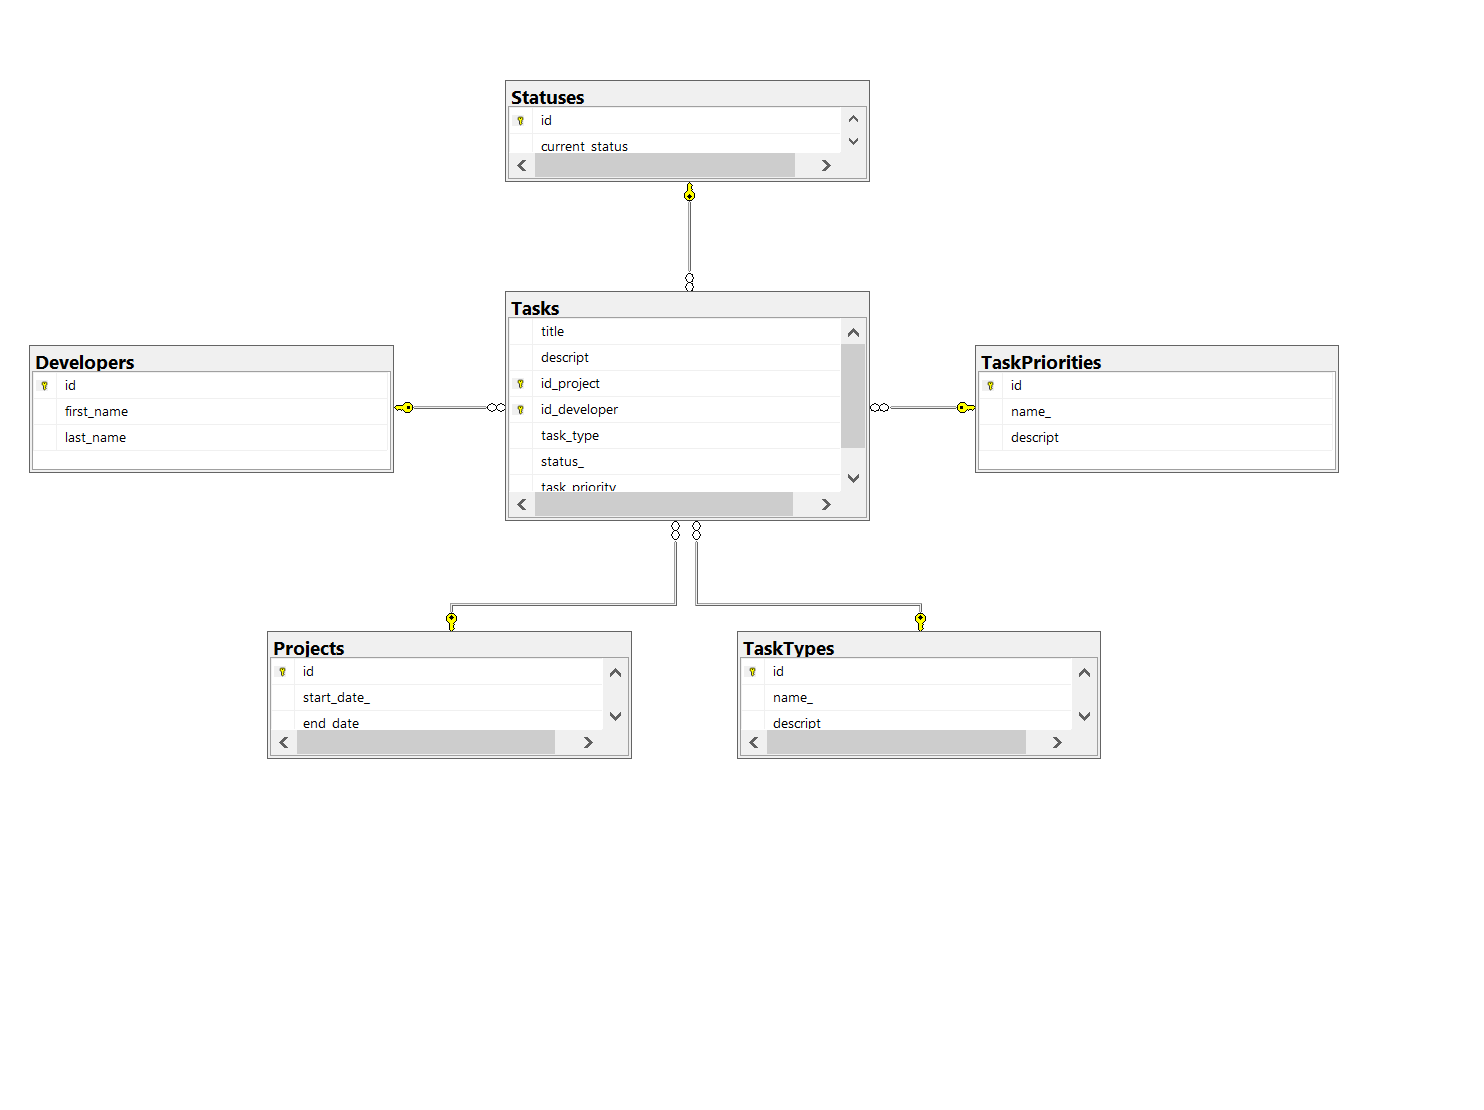 Statuses
id
current_status
Tasks
title
descript
id_project
id_developer
task_type
status_
task_priority
Developers
id
first_name
last_name
TaskPriorities
id
name_
descript
Projects
id
start_date_
end_date
TaskTypes
id
name_
descript